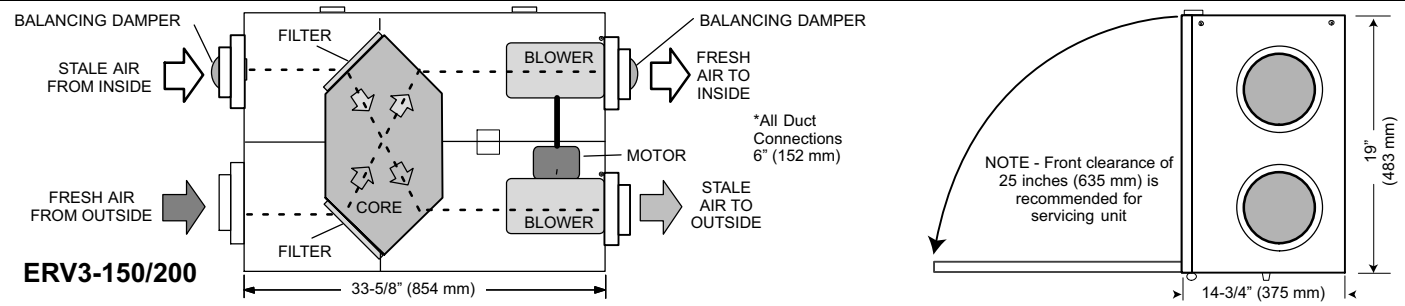 BALANCING DAMPER
FILTER
STALE AIR
FROM INSIDE
BLOWER
BALANCING DAMPER
FRESH
AIR TO
INSIDE
*All Duct
Connections
6” (152 mm)
MOTOR
FRESH AIR
FROM OUTSIDE
CORE
BLOWER
STALE
AIR TO
OUTSIDE
FILTER
ERV3-150/200
33-5/8” (854 mm)
NOTE - Front clearance of
25 inches (635 mm) is
recommended for
servicing unit
19”
(483 mm)
14-3/4” (375 mm)